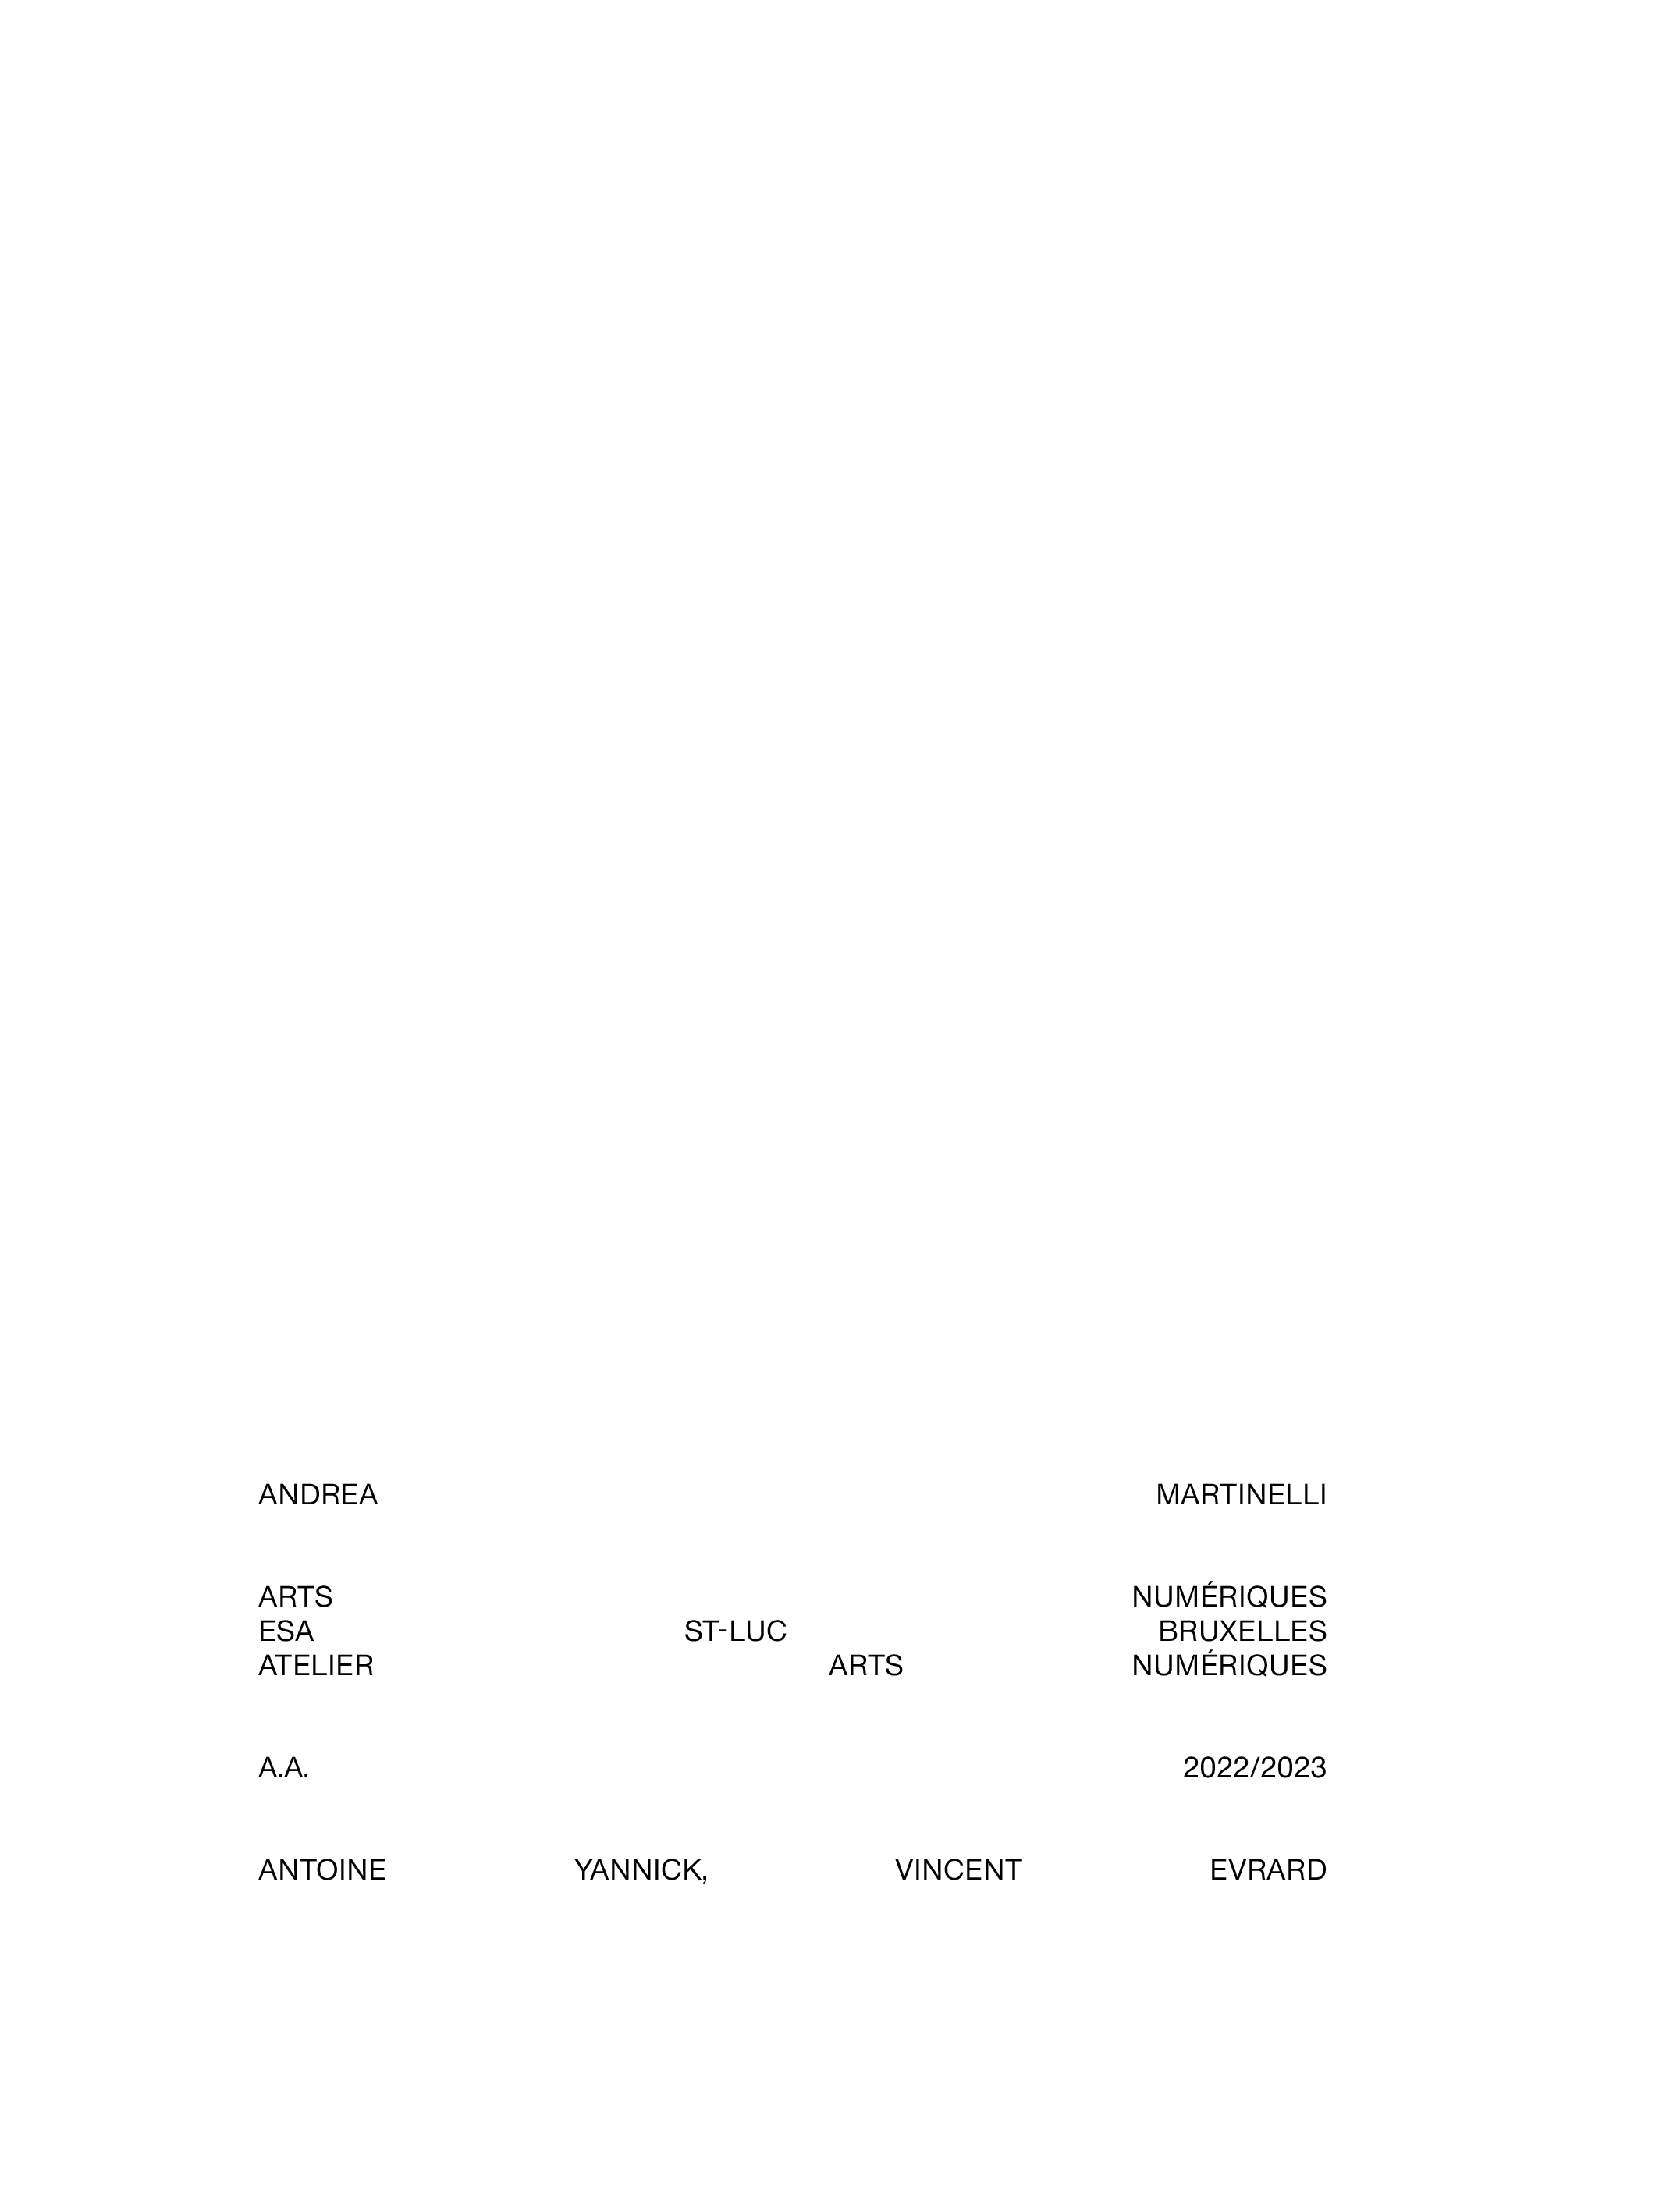 ANDREA MARTINELLI
ARTS NUMÉRIQUES
ESA ST-LUC BRUXELLES
ATELIER ARTS NUMÉRIQUES
A.A. 2022/2023
ANTOINE YANNICK, VINCENT EVRARD